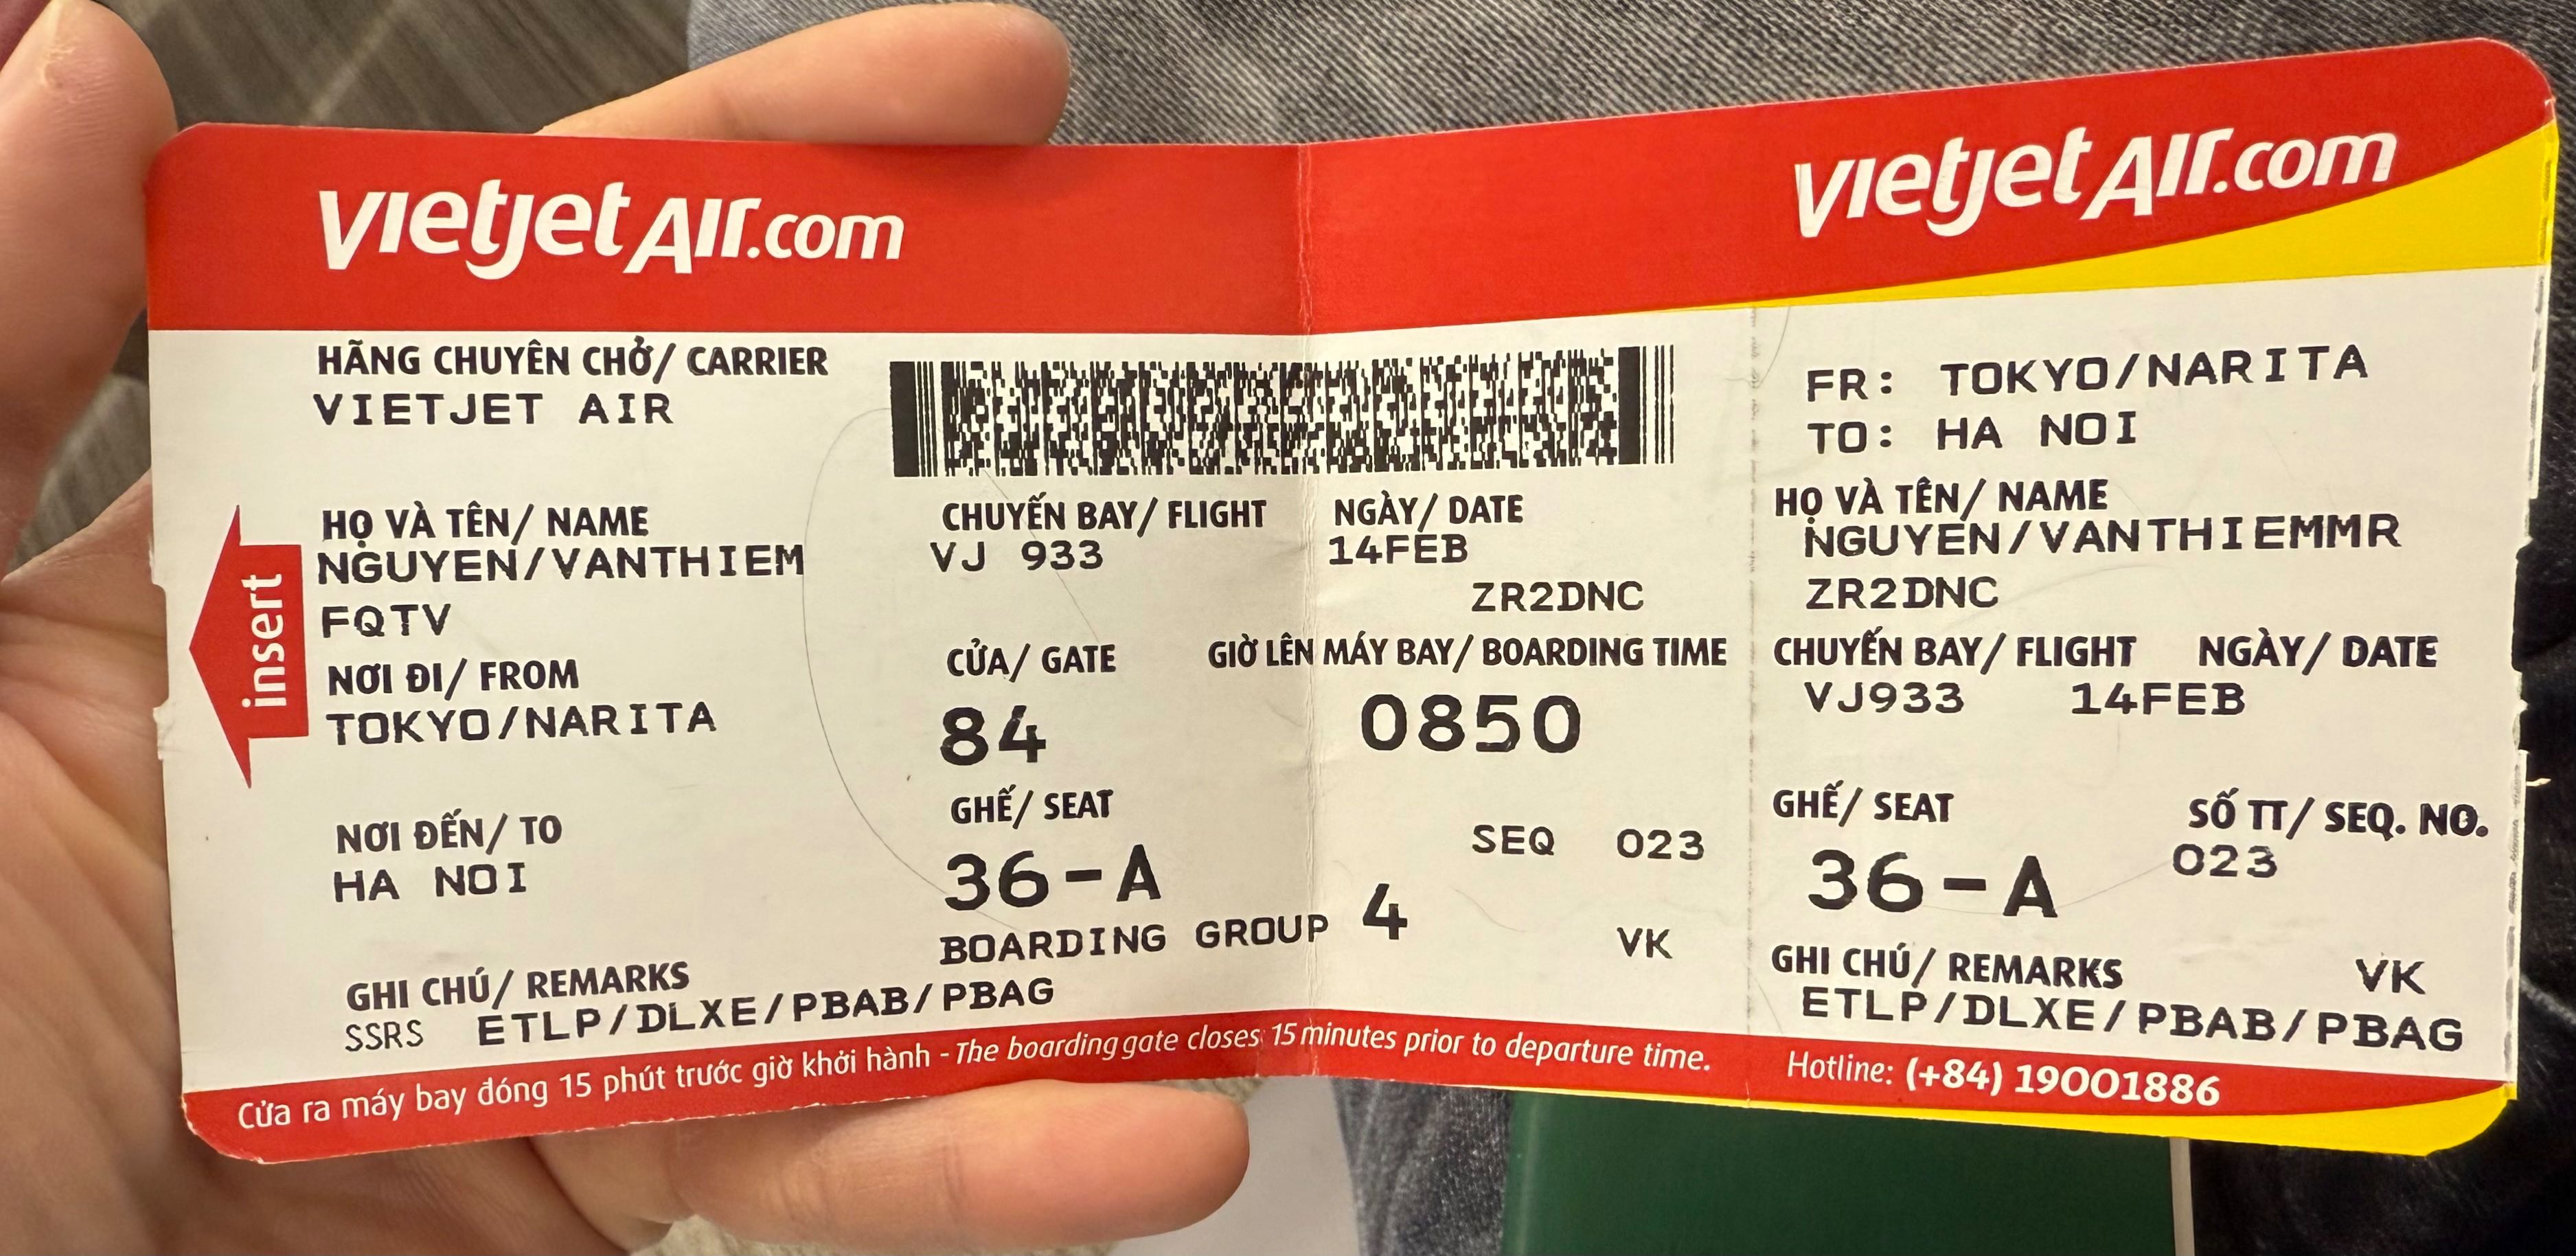 vietjet Air.com
HÃNG CHUYÊN CHỞ/ CARRIER
VIETJET AIR
HỌ VÀ TÊN/ NAME
NGUYEN/VANTHIEM
FQTV
NƠI ĐI/ FROM
TOKYO/NARITA
NƠI ĐẾN/ TO
HA NOI
insert
CHUYẾN BAY/ FLIGHT
VJ 933
NGÀY/ DATE
14FEB
ZR2DNC
CỬA/ GATE
84
GIỜ LÊN MÁY BAY/ BOARDING TIME
0850
GHẾ/ SEAT
36-A
SEQ 023
BOARDING GROUP 4
VK
GHI CHÚ/ REMARKS
SSRS ETLP/DLXE/PBAB/PBAG
Cửa ra máy bay đóng 15 phút trước giờ khởi hành - The boarding gate closes 15 minutes prior to departure time.
vietjet Air.com
FR: TOKYO/NARITA
TO: HA NOI
HỌ VÀ TÊN/ NAME
NGUYEN/VANTHIEMMR
ZR2DNC
CHUYẾN BAY/ FLIGHT NGÀY/ DATE
VJ933 14FEB
GHẾ/ SEAT SỐ TT/ SEQ. NO.
36-A 023
GHI CHÚ/ REMARKS VK
ETLP/DLXE/PBAB/PBAG
Hotline: (+84) 19001886